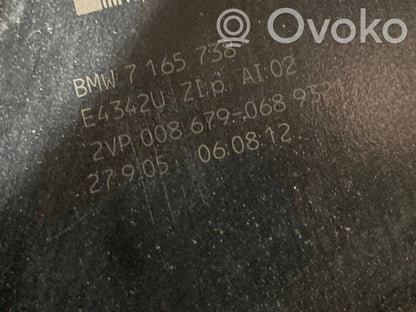 OVOKO
BMW 7 165 738
E4342U ZI.0 AI.02
2VP 008 679-068 932
27.9.05 06:08:12